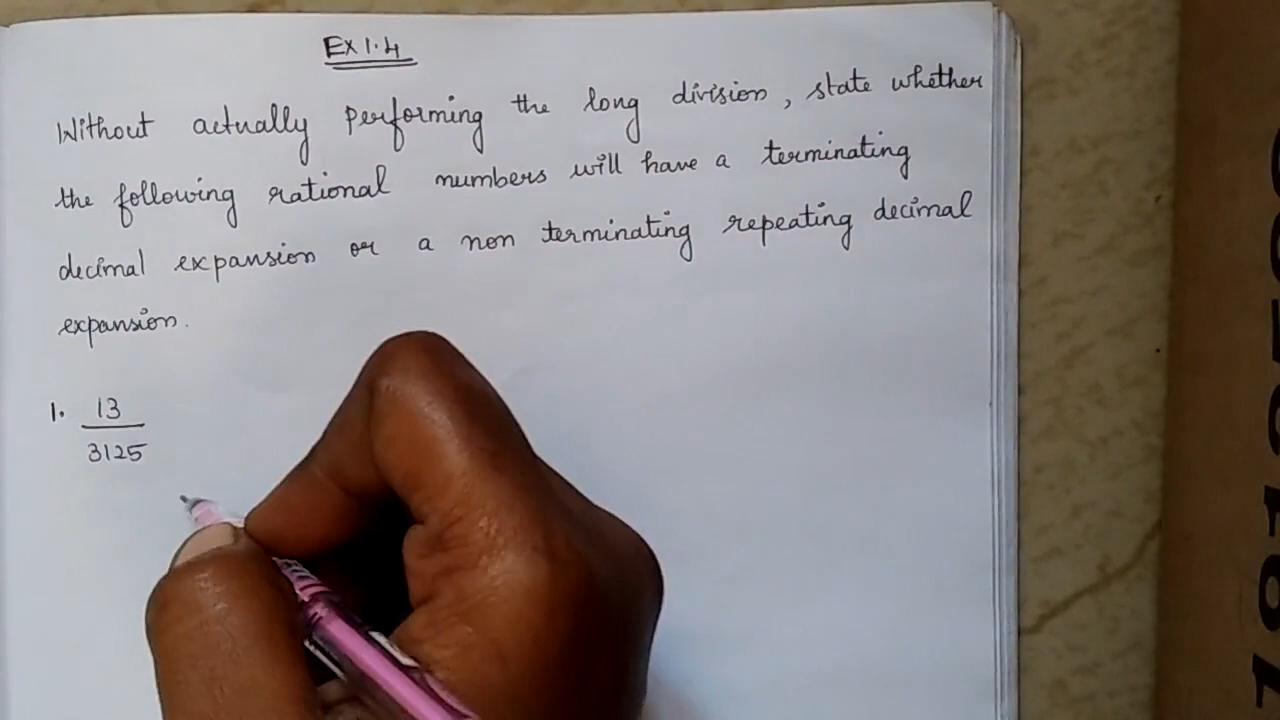 Ex 1.4
Without actually performing the long division, state whether
the following rational numbers will have a terminating
decimal expansion or a non terminating repeating decimal
expansion.
1. 13
3125